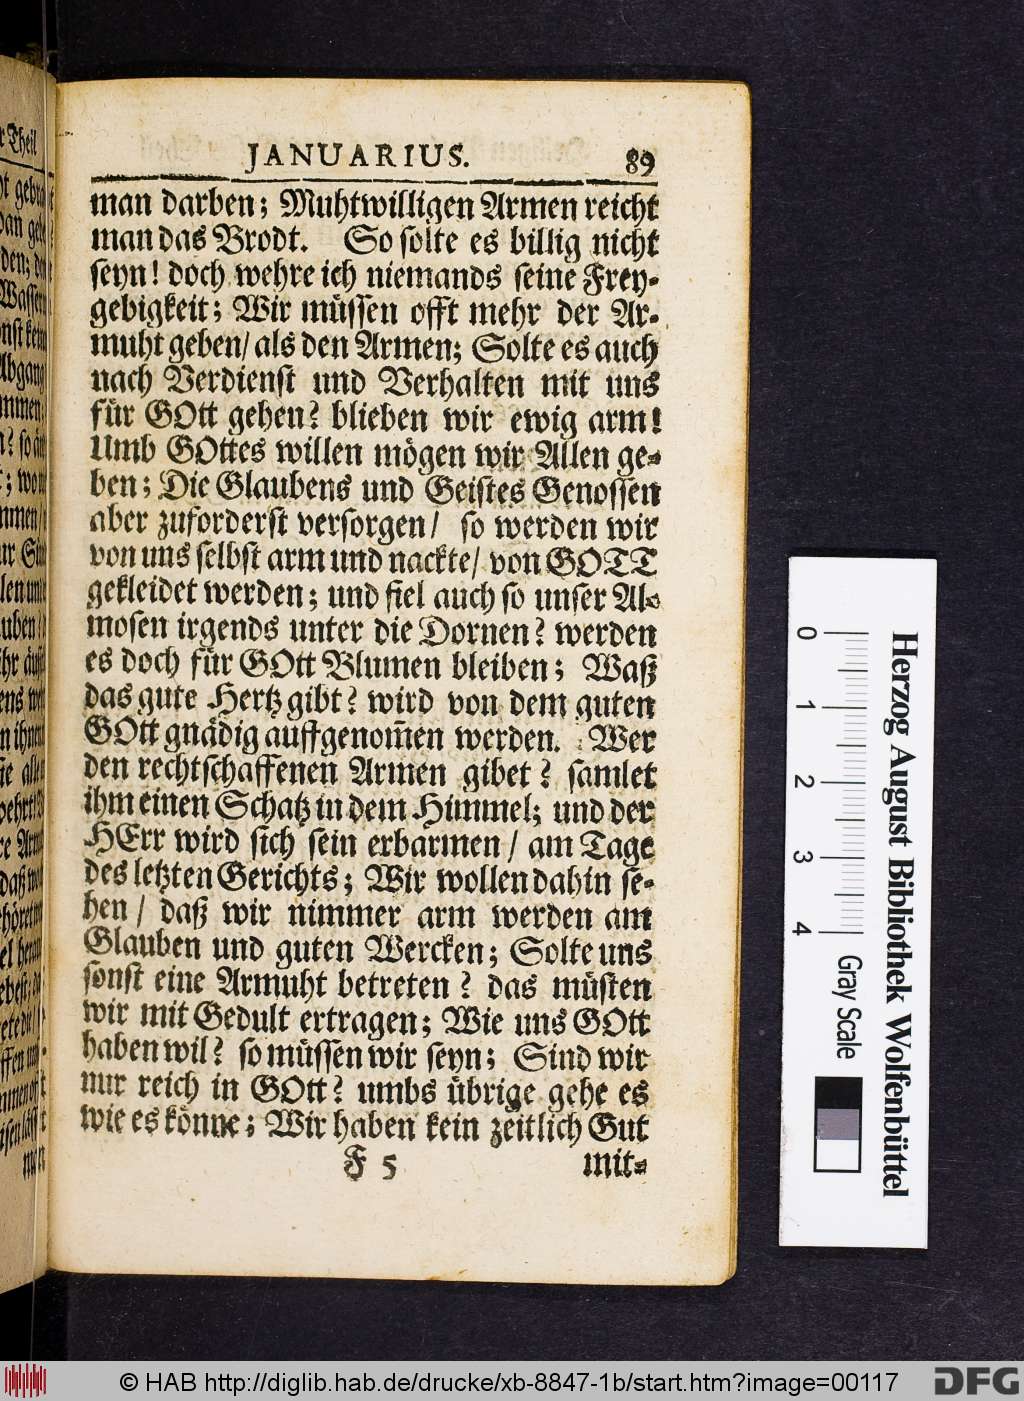 JANUARIUS. 89
man darben; Muhtwilligen Armen reicht
man das Brodt. So solte es billig nicht
seyn! doch wehre ich niemands seine Frey-
gebigkeit; Wir müssen offt mehr der Ar-
muht geben/ als den Armen; Solte es auch
nach Verdienst und Verhalten mit uns
für GOtt gehen? blieben wir ewig arm!
Umb GOttes willen mögen wir Allen ge-
ben; Die Glaubens und Geistes Genossen
aber zuforderst versorgen/ so werden wir
von uns selbst arm und nackte/ von GOTT
gekleidet werden; und fiel auch so unser Al-
mosen irgends unter die Dornen? werden
es doch für GOtt Blumen bleiben; Waß
das gute Hertz gibt? wird von dem guten
GOtt gnädig auffgenom̃en werden. Wer
den rechtschaffenen Armen gibet? samlet
ihm einen Schatz in dem Himmel; und der
HErr wird sich sein erbarmen/ am Tage
des letzten Gerichts; Wir wollen dahin se-
hen/ daß wir nimmer arm werden am
Glauben und guten Wercken; Solte uns
sonst eine Armuht betreten? das müsten
wir mit Gedult ertragen; Wie uns GOtt
haben wil? so müssen wir seyn; Sind wir
nur reich in GOtt? umbs übrige gehe es
wie es könne; Wir haben kein zeitlich Gut
F 5 mit-
0 1 2 3 4
Gray Scale
Herzog August Bibliothek Wolfenbüttel
© HAB http://diglib.hab.de/drucke/xb-8847-1b/start.htm?image=00117
DFG